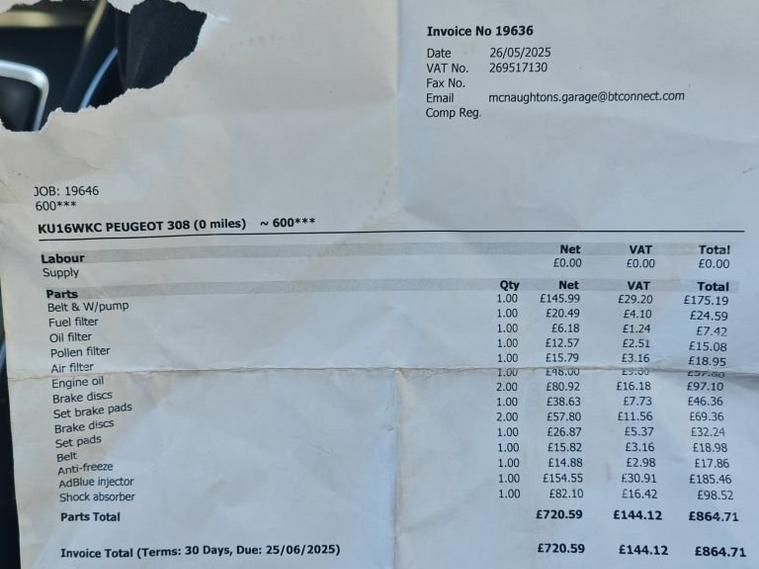 Invoice No 19636
Date 26/05/2025
VAT No. 269517130
Fax No.
Email mcnaughtons.garage@btconnect.com
Comp Reg.
JOB: 19646
600***
KU16WKC PEUGEOT 308 (0 miles) ~ 600***
Labour Net VAT Total
Supply £0.00 £0.00 £0.00
Parts Qty Net VAT Total
Belt & W/pump 1.00 £145.99 £29.20 £175.19
Fuel filter 1.00 £20.49 £4.10 £24.59
Oil filter 1.00 £6.18 £1.24 £7.42
Pollen filter 1.00 £12.57 £2.51 £15.08
Air filter 1.00 £15.79 £3.16 £18.95
Engine oil 1.00 £48.00
Brake discs 2.00 £80.92 £16.18 £97.10
Set brake pads 1.00 £38.63 £7.73 £46.36
Brake discs 2.00 £57.80 £11.56 £69.36
Set pads 1.00 £26.87 £5.37 £32.24
Belt 1.00 £15.82 £3.16 £18.98
Anti-freeze 1.00 £14.88 £2.98 £17.86
AdBlue injector 1.00 £154.55 £30.91 £185.46
Shock absorber 1.00 £82.10 £16.42 £98.52
Parts Total £720.59 £144.12 £864.71
Invoice Total (Terms: 30 Days, Due: 25/06/2025) £720.59 £144.12 £864.71